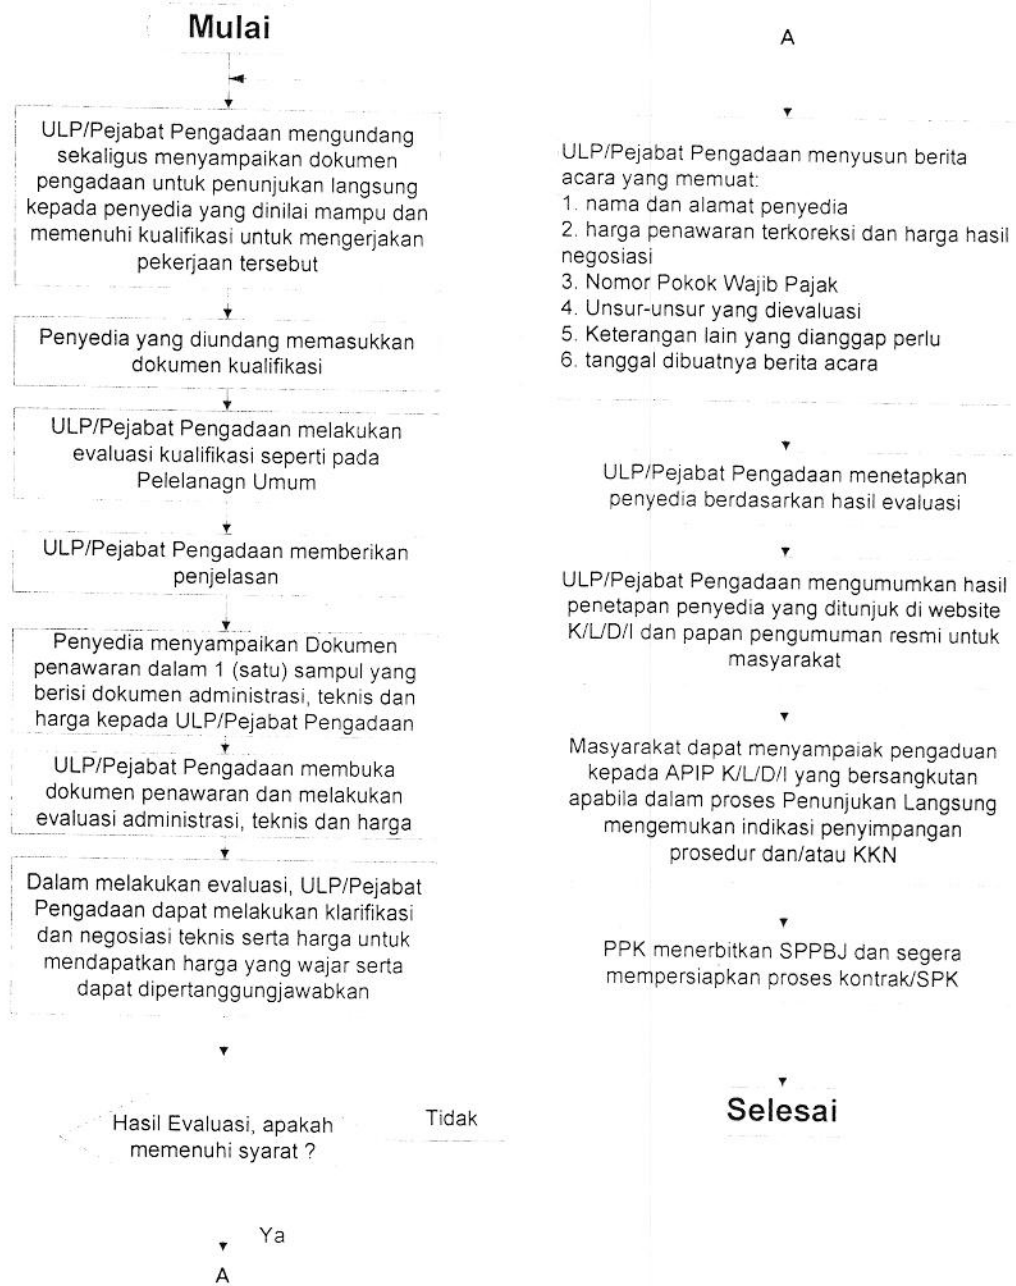 Mulai
ULP/Pejabat Pengadaan mengundang
sekaligus menyampaikan dokumen
pengadaan untuk penunjukan langsung
kepada penyedia yang dinilai mampu dan
memenuhi kualifikasi untuk mengerjakan
pekerjaan tersebut
Penyedia yang diundang memasukkan
dokumen kualifikasi
ULP/Pejabat Pengadaan melakukan
evaluasi kualifikasi seperti pada
Pelelanagn Umum
ULP/Pejabat Pengadaan memberikan
penjelasan
Penyedia menyampaikan Dokumen
penawaran dalam 1 (satu) sampul yang
berisi dokumen administrasi, teknis dan
harga kepada ULP/Pejabat Pengadaan
ULP/Pejabat Pengadaan membuka
dokumen penawaran dan melakukan
evaluasi administrasi, teknis dan harga
Dalam melakukan evaluasi, ULP/Pejabat
Pengadaan dapat melakukan klarifikasi
dan negosiasi teknis serta harga untuk
mendapatkan harga yang wajar serta
dapat dipertanggungjawabkan
Hasil Evaluasi, apakah
memenuhi syarat ?
Tidak
Ya
A
A
ULP/Pejabat Pengadaan menyusun berita
acara yang memuat:
1. nama dan alamat penyedia
2. harga penawaran terkoreksi dan harga hasil
negosiasi
3. Nomor Pokok Wajib Pajak
4. Unsur-unsur yang dievaluasi
5. Keterangan lain yang dianggap perlu
6. tanggal dibuatnya berita acara
ULP/Pejabat Pengadaan menetapkan
penyedia berdasarkan hasil evaluasi
ULP/Pejabat Pengadaan mengumumkan hasil
penetapan penyedia yang ditunjuk di website
K/L/D/I dan papan pengumuman resmi untuk
masyarakat
Masyarakat dapat menyampaiak pengaduan
kepada APIP K/L/D/I yang bersangkutan
apabila dalam proses Penunjukan Langsung
mengemukan indikasi penyimpangan
prosedur dan/atau KKN
PPK menerbitkan SPPBJ dan segera
mempersiapkan proses kontrak/SPK
Selesai